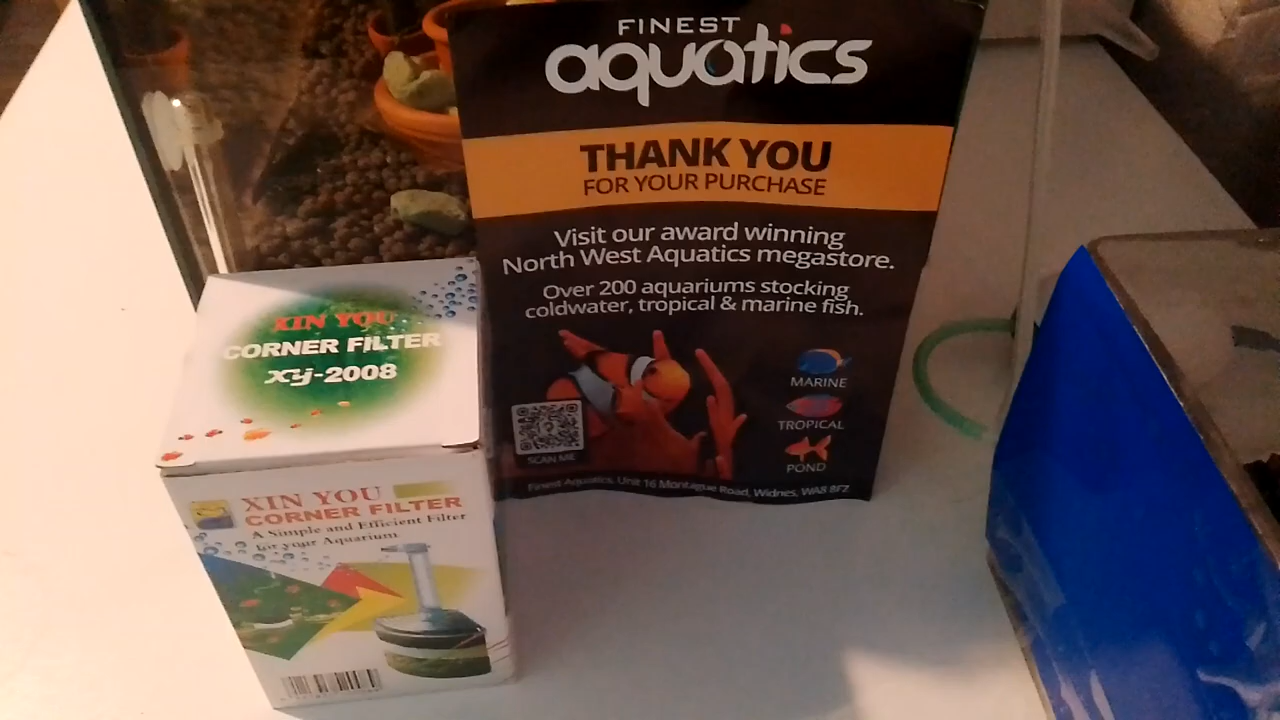 FINEST
aquatics
THANK YOU
FOR YOUR PURCHASE
Visit our award winning
North West Aquatics megastore.
Over 200 aquariums stocking
coldwater, tropical & marine fish.
MARINE
TROPICAL
POND
SCAN ME
Finest Aquatics, Unit 16 Montague Road, Widnes, WA8 8FZ
XIN YOU
CORNER FILTER
xy-2008
XIN YOU
CORNER FILTER
A Simple and Efficient Filter
for your Aquarium